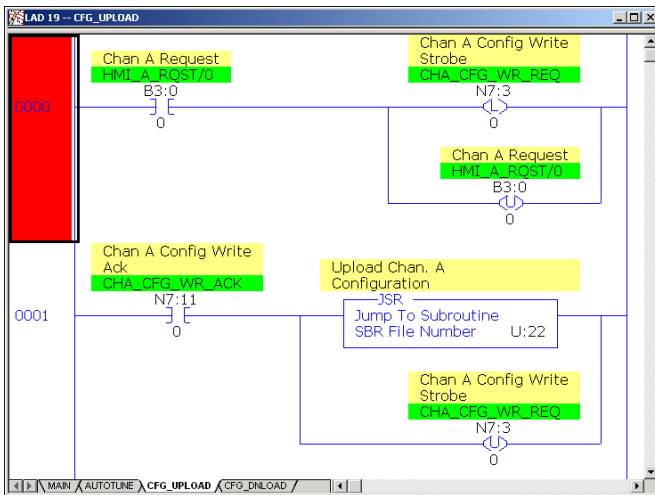 LAD 19 -- CFG_UPLOAD
Chan A Request
HMI_A_RQST/0
B3:0
0
Chan A Config Write
Strobe
CHA_CFG_WR_REQ
N7:3
L
0
0000
Chan A Request
HMI_A_RQST/0
B3:0
U
0
Chan A Config Write
Ack
CHA_CFG_WR_ACK
N7:11
0
0001
Upload Chan. A
Configuration
JSR
Jump To Subroutine
SBR File Number U:22
Chan A Config Write
Strobe
CHA_CFG_WR_REQ
N7:3
U
0
MAIN AUTOTUNE CFG_UPLOAD CFG_DNLOAD